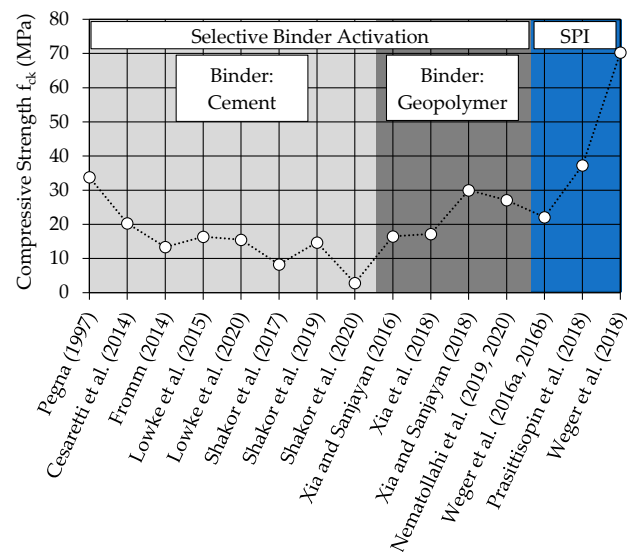 Compressive Strength f_ck (MPa)
80
70
60
50
40
30
20
10
0
Selective Binder Activation
SPI
Binder:
Cement
Binder:
Geopolymer
Pegna (1997)
Cesaretti et al. (2014)
Fromm (2014)
Lowke et al. (2015)
Lowke et al. (2020)
Shakor et al. (2017)
Shakor et al. (2019)
Shakor et al. (2020)
Xia and Sanjayan (2016)
Xia et al. (2018)
Xia and Sanjayan (2018)
Nematollahi et al. (2019, 2020)
Weger et al. (2016a, 2016b)
Prasittisopin et al. (2018)
Weger et al. (2018)